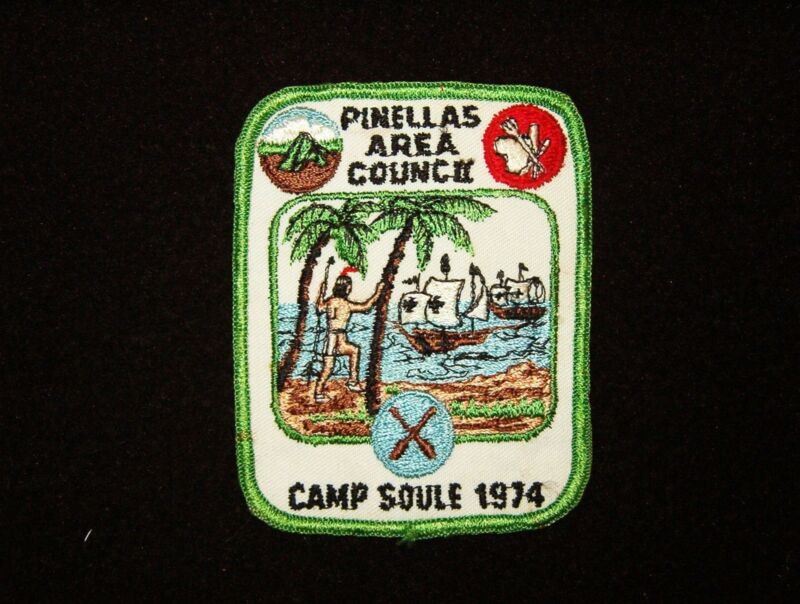 PINELLAS
AREA
COUNCIL
CAMP SOULE 1974